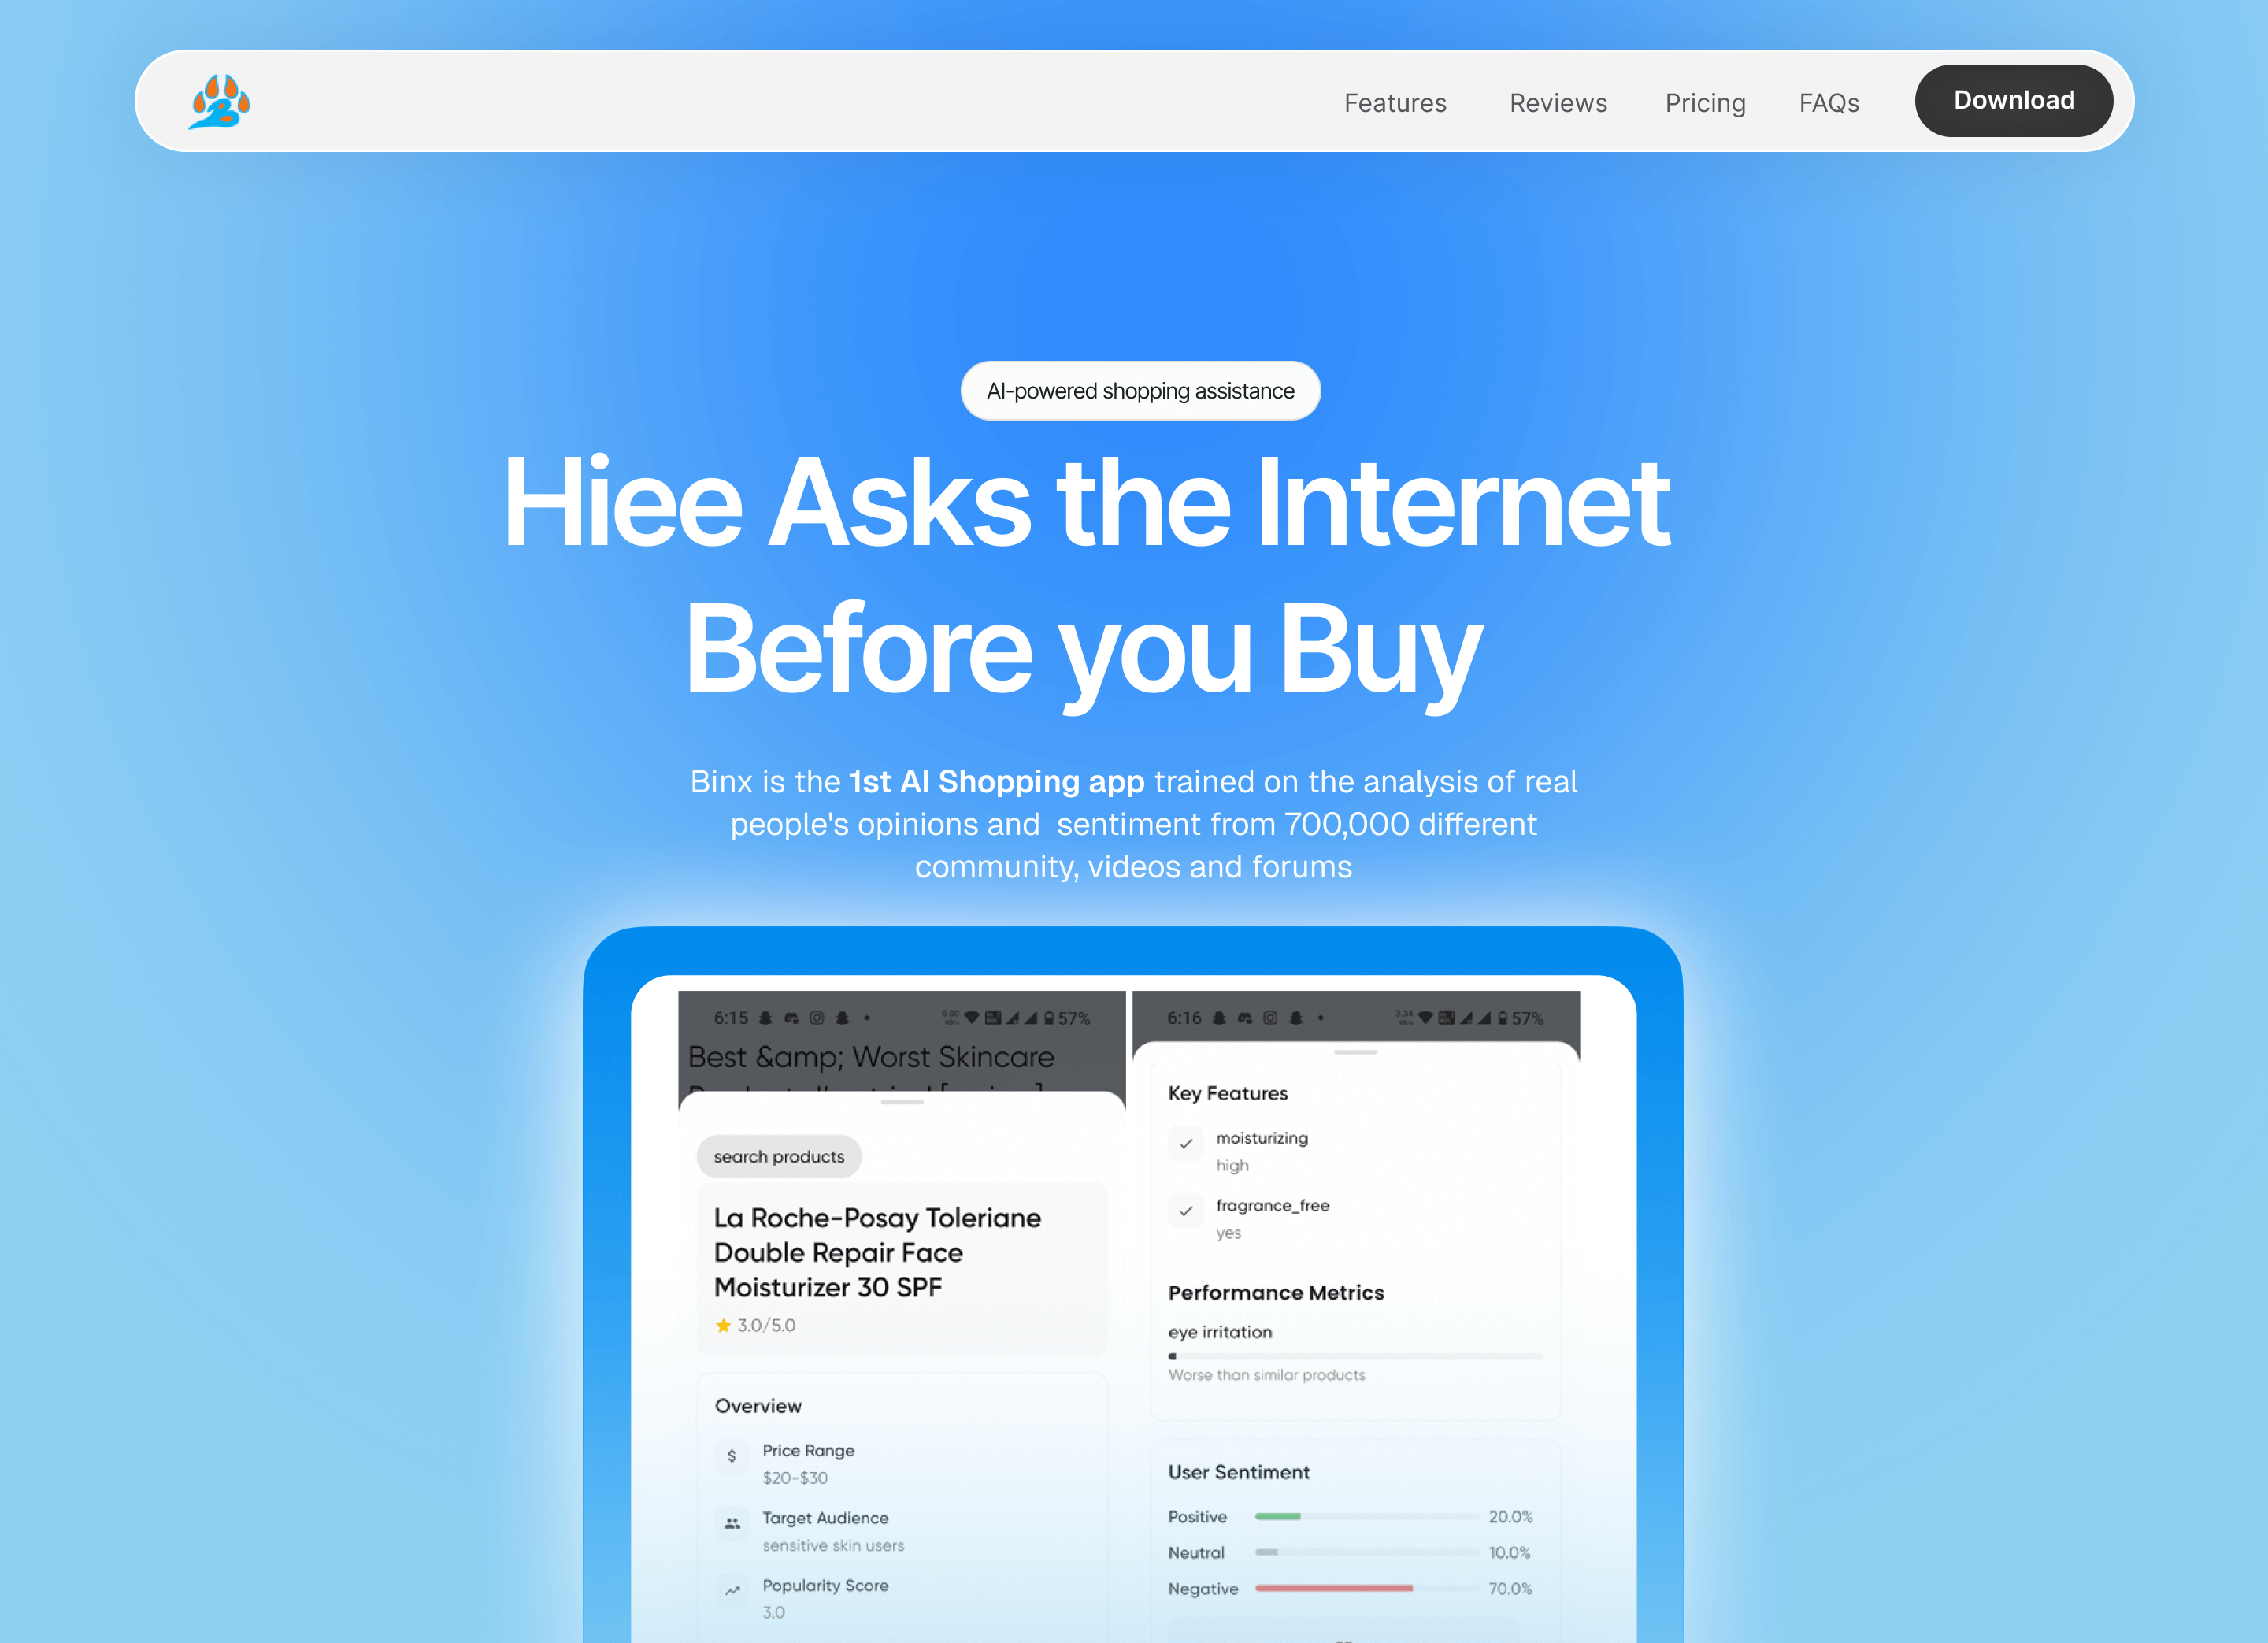 Features Reviews Pricing FAQs Download
AI-powered shopping assistance
Hiee Asks the Internet
Before you Buy
Binx is the 1st AI Shopping app trained on the analysis of real
people's opinions and  sentiment from 700,000 different
community, videos and forums
6:15 57%
Best &amp; Worst Skincare
search products
La Roche-Posay Toleriane
Double Repair Face
Moisturizer 30 SPF
3.0/5.0
Overview
$
Price Range
$20-$30
Target Audience
sensitive skin users
Popularity Score
3.0
6:16 57%
Key Features
moisturizing
high
fragrance_free
yes
Performance Metrics
eye irritation
Worse than similar products
User Sentiment
Positive 20.0%
Neutral 10.0%
Negative 70.0%